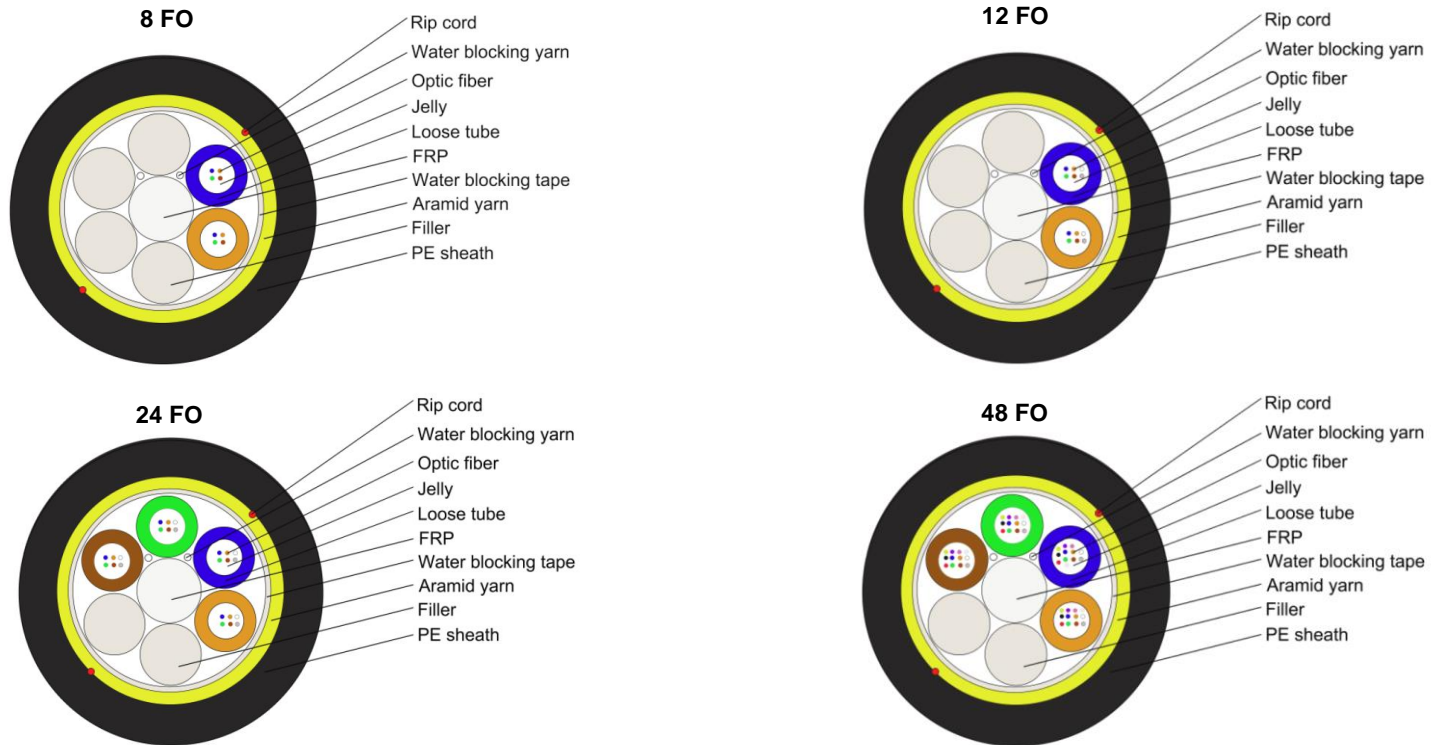 8 FO
Rip cord
Water blocking yarn
Optic fiber
Jelly
Loose tube
FRP
Water blocking tape
Aramid yarn
Filler
PE sheath
12 FO
Rip cord
Water blocking yarn
Optic fiber
Jelly
Loose tube
FRP
Water blocking tape
Aramid yarn
Filler
PE sheath
24 FO
Rip cord
Water blocking yarn
Optic fiber
Jelly
Loose tube
FRP
Water blocking tape
Aramid yarn
Filler
PE sheath
48 FO
Rip cord
Water blocking yarn
Optic fiber
Jelly
Loose tube
FRP
Water blocking tape
Aramid yarn
Filler
PE sheath